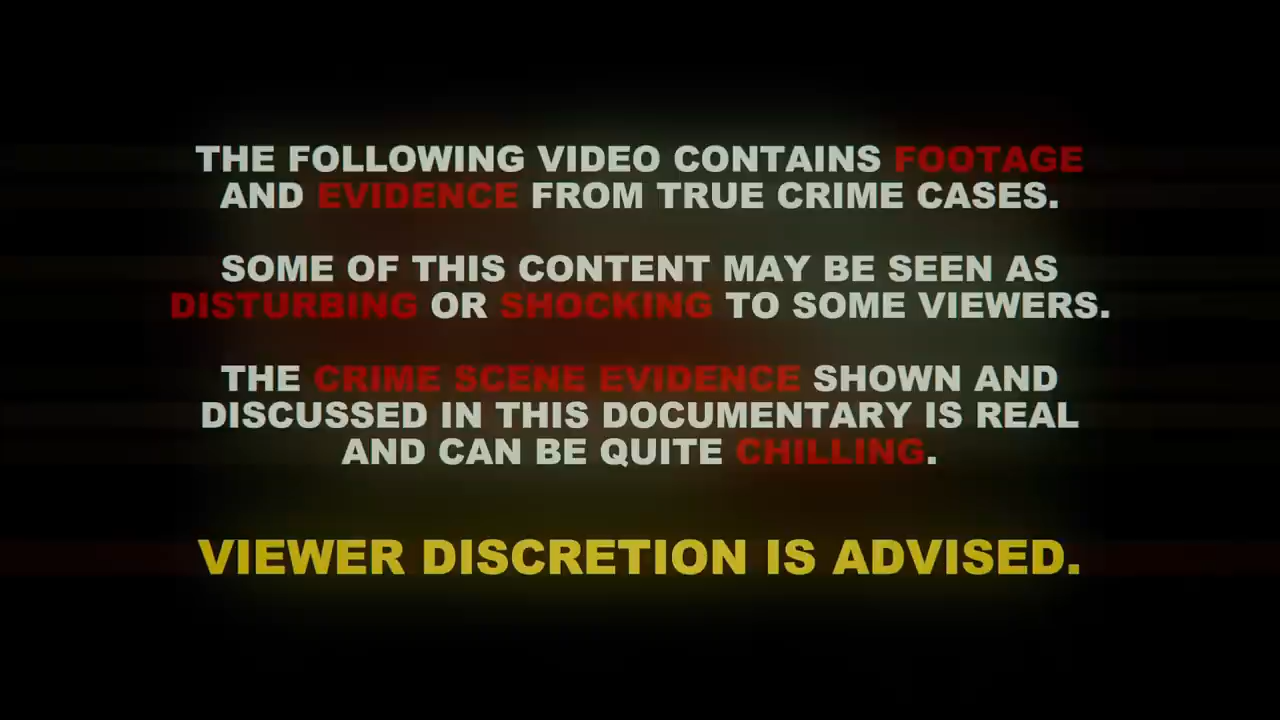 THE FOLLOWING VIDEO CONTAINS FOOTAGE
AND EVIDENCE FROM TRUE CRIME CASES.
SOME OF THIS CONTENT MAY BE SEEN AS
DISTURBING OR SHOCKING TO SOME VIEWERS.
THE CRIME SCENE EVIDENCE SHOWN AND
DISCUSSED IN THIS DOCUMENTARY IS REAL
AND CAN BE QUITE CHILLING.
VIEWER DISCRETION IS ADVISED.